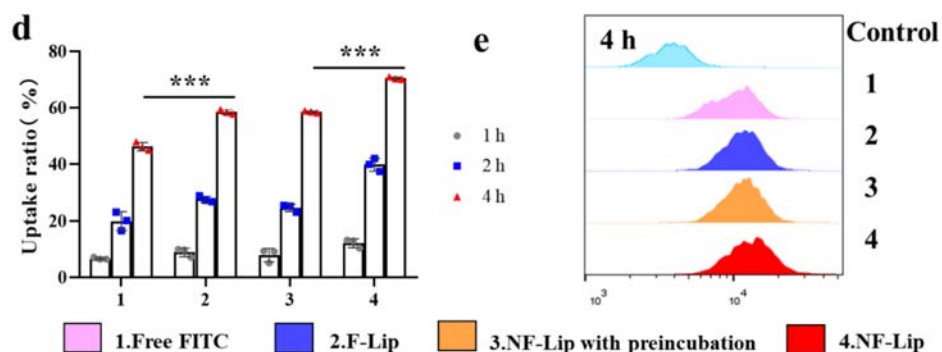 d
Uptake ratio( %)
80
60
40
20
0
***
***
1
2
3
4
1 h
2 h
4 h
e
4 h
Control
1
2
3
4
10³
10⁴
1.Free FITC
2.F-Lip
3.NF-Lip with preincubation
4.NF-Lip